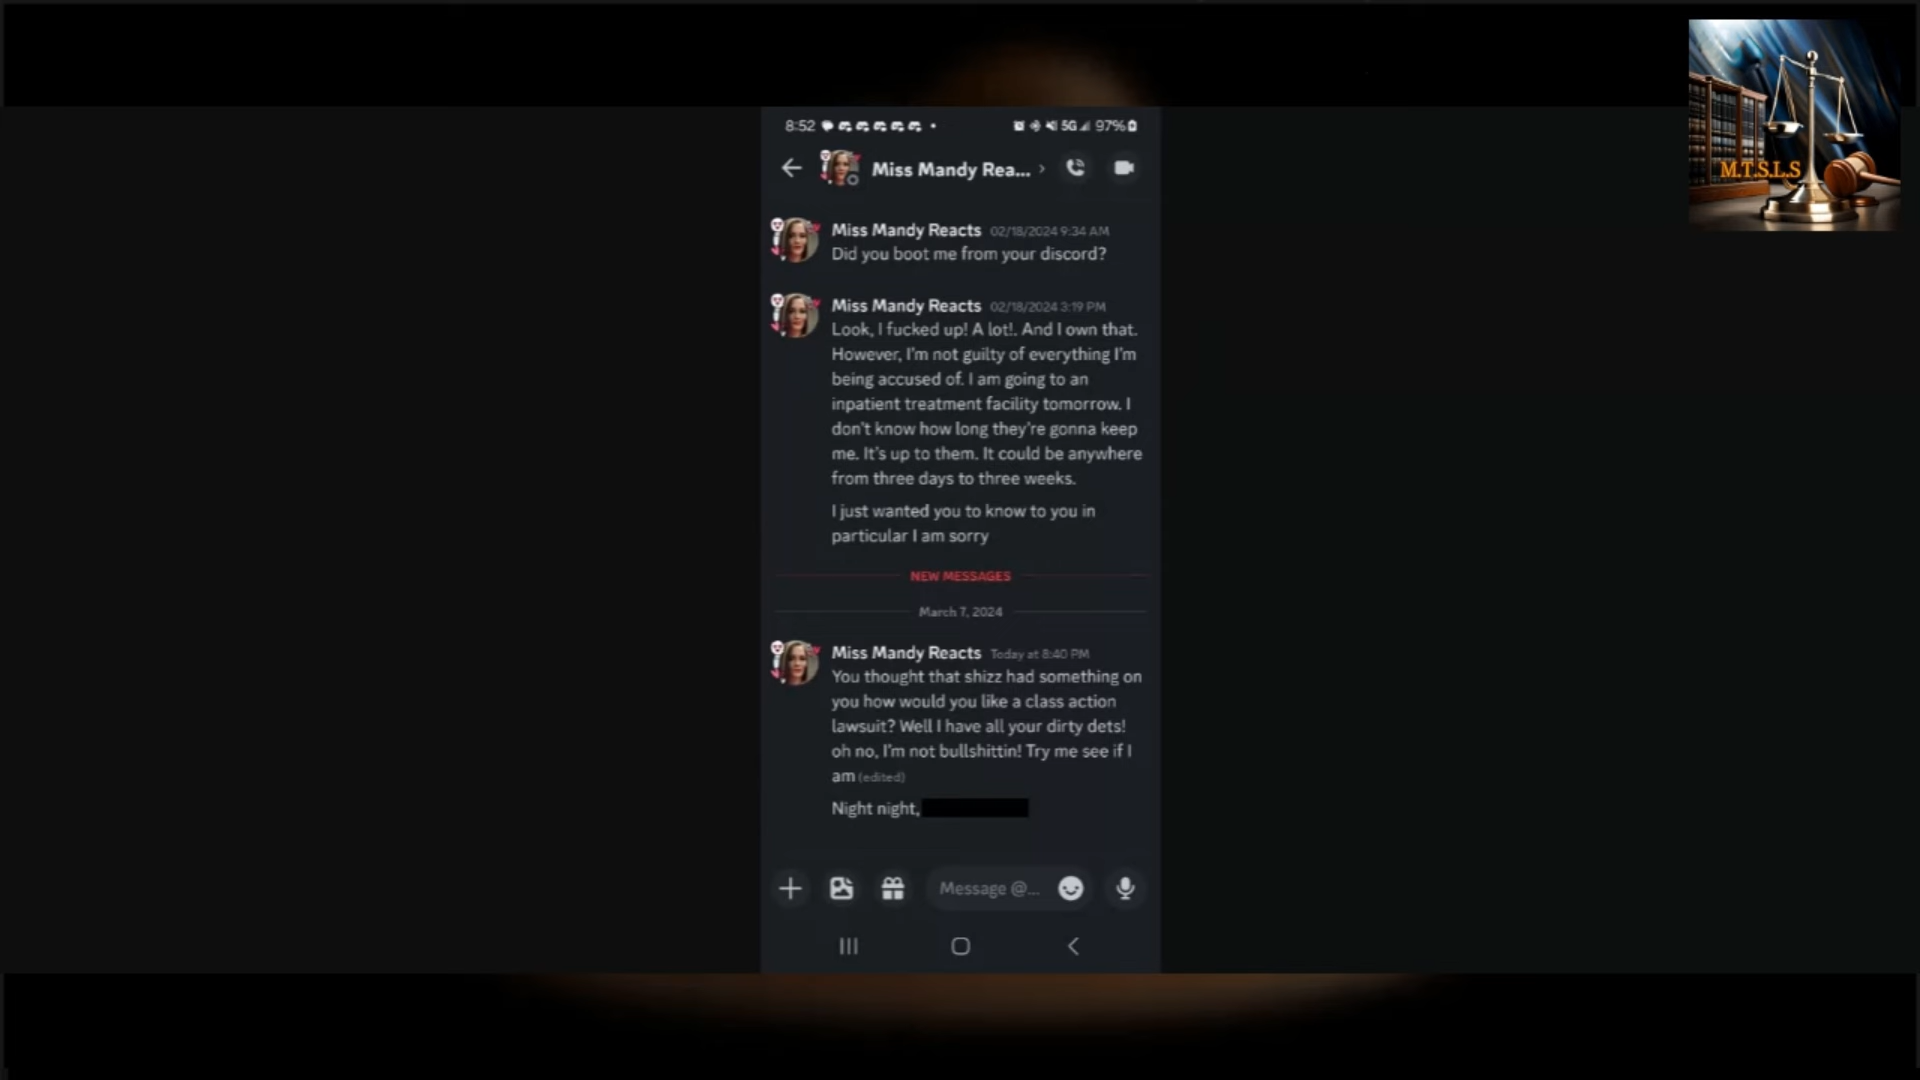 M.T.S.L.S
8:52 5G 97%
Miss Mandy Rea... >
Miss Mandy Reacts 02/18/2024 9:34 AM
Did you boot me from your discord?
Miss Mandy Reacts 02/18/2024 3:19 PM
Look, I fucked up! A lot!. And I own that.
However, I'm not guilty of everything I'm
being accused of. I am going to an
inpatient treatment facility tomorrow. I
don't know how long they're gonna keep
me. It's up to them. It could be anywhere
from three days to three weeks.
I just wanted you to know to you in
particular I am sorry
NEW MESSAGES
March 7, 2024
Miss Mandy Reacts Today at 8:40 PM
You thought that shizz had something on
you how would you like a class action
lawsuit? Well I have all your dirty dets!
oh no, I'm not bullshittin! Try me see if I
am (edited)
Night night,
Message @...